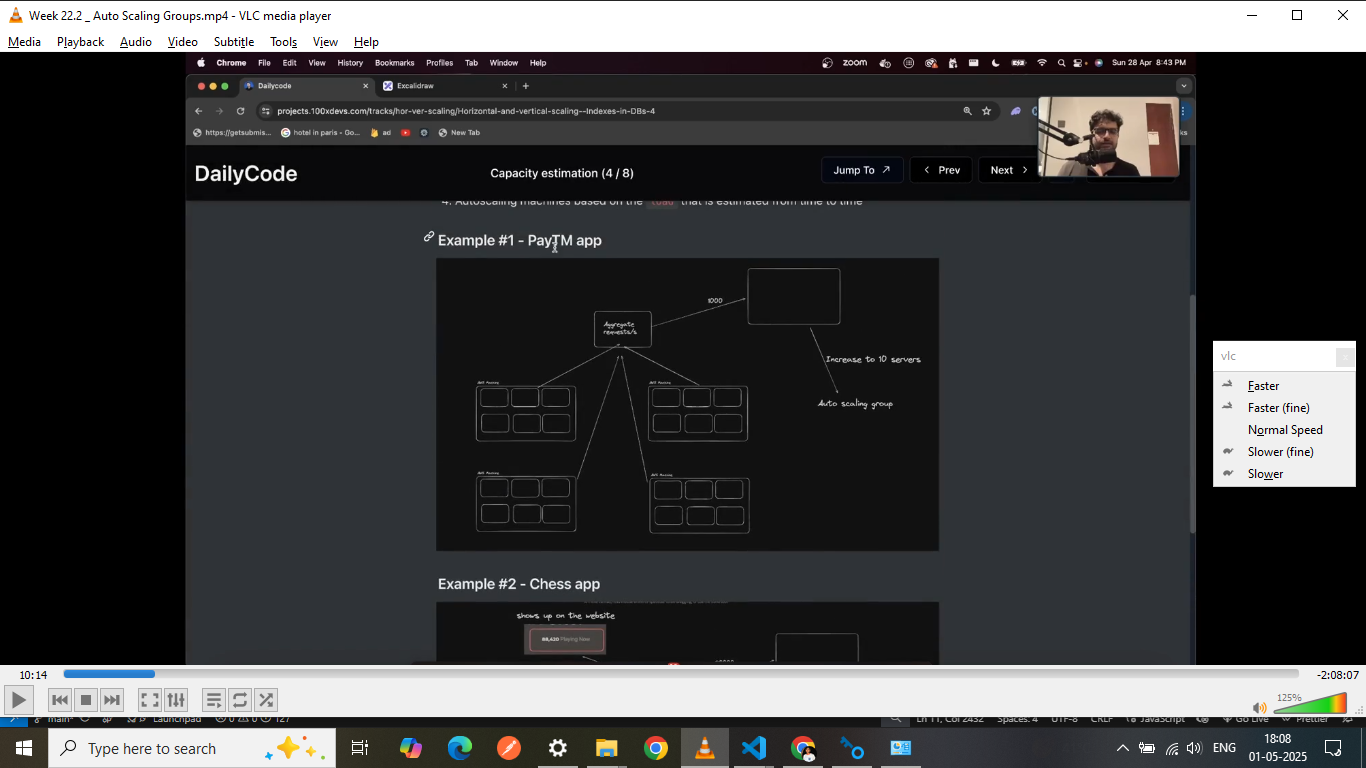 Week 22.2 _ Auto Scaling Groups.mp4 - VLC media player
Media Playback Audio Video Subtitle Tools View Help
Chrome File Edit View History Bookmarks Profiles Tab Window Help
zoom
Sun 28 Apr 8:43 PM
Dailycode
Excalidraw
projects.100xdevs.com/tracks/hor-ver-scaling/Horizontal-and-vertical-scaling--Indexes-in-DBs-4
https://getsubmis... hotel in paris - Go... ad New Tab
DailyCode
Capacity estimation (4 / 8)
Jump To
Prev
Next
4. Autoscaling machines based on the load that is estimated from time to time
Example #1 - PayTM app
1000
Aggregate
requests/s
Increase to 10 servers
Auto scaling group
Example #2 - Chess app
shows up on the website
88,620 Playing Now
vlc
Faster
Faster (fine)
Normal Speed
Slower (fine)
Slower
10:14
-2:08:07
125%
main*
Launchpad
0 0 127
Ln 11, Col 2432 Spaces: 4 UTF-8 CRLF JavaScript Go Live Prettier
Type here to search
ENG
18:08
01-05-2025